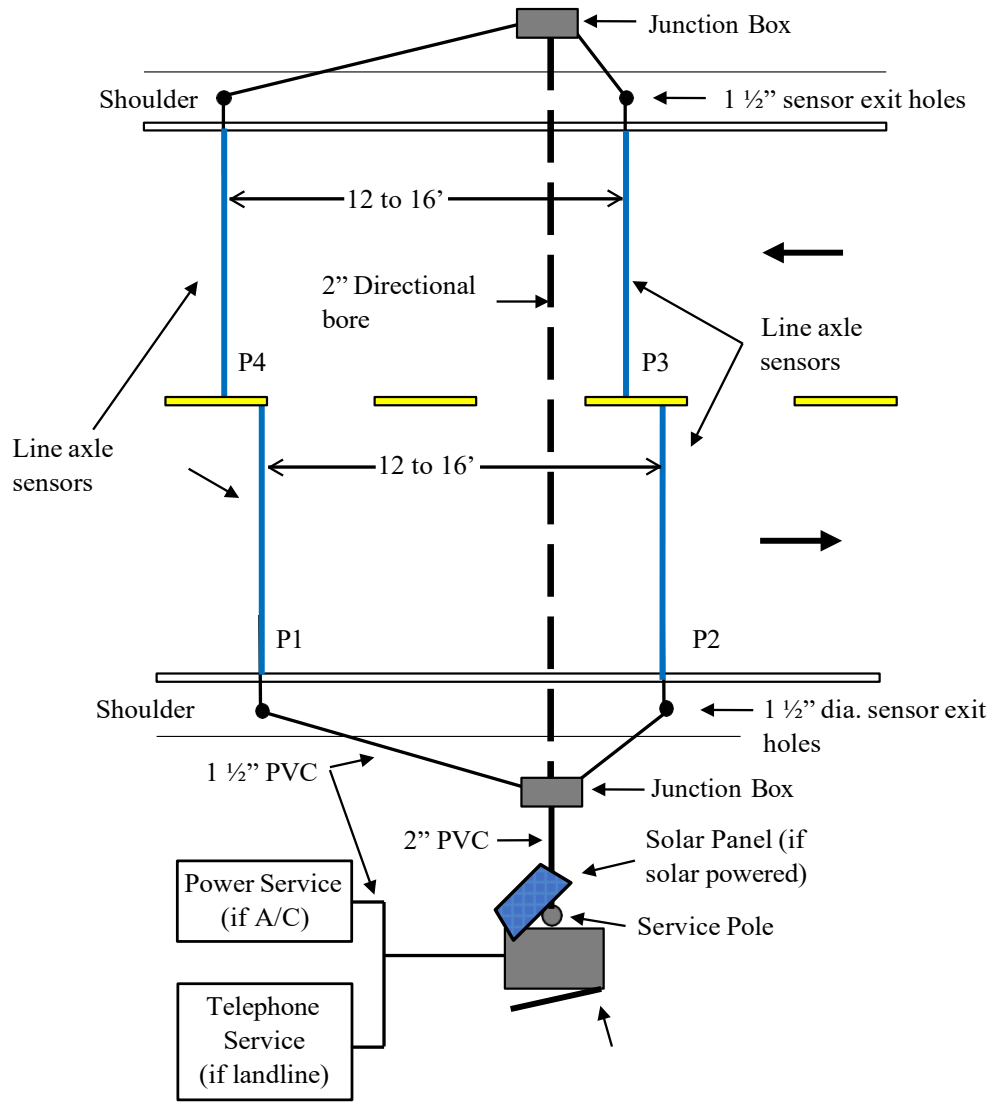 Junction Box
Shoulder
1 ½” sensor exit holes
12 to 16’
2” Directional
bore
Line axle
sensors
P4
P3
Line axle
sensors
12 to 16’
P1
P2
Shoulder
1 ½” dia. sensor exit
holes
1 ½” PVC
Junction Box
2” PVC
Solar Panel (if
solar powered)
Power Service
(if A/C)
Service Pole
Telephone
Service
(if landline)